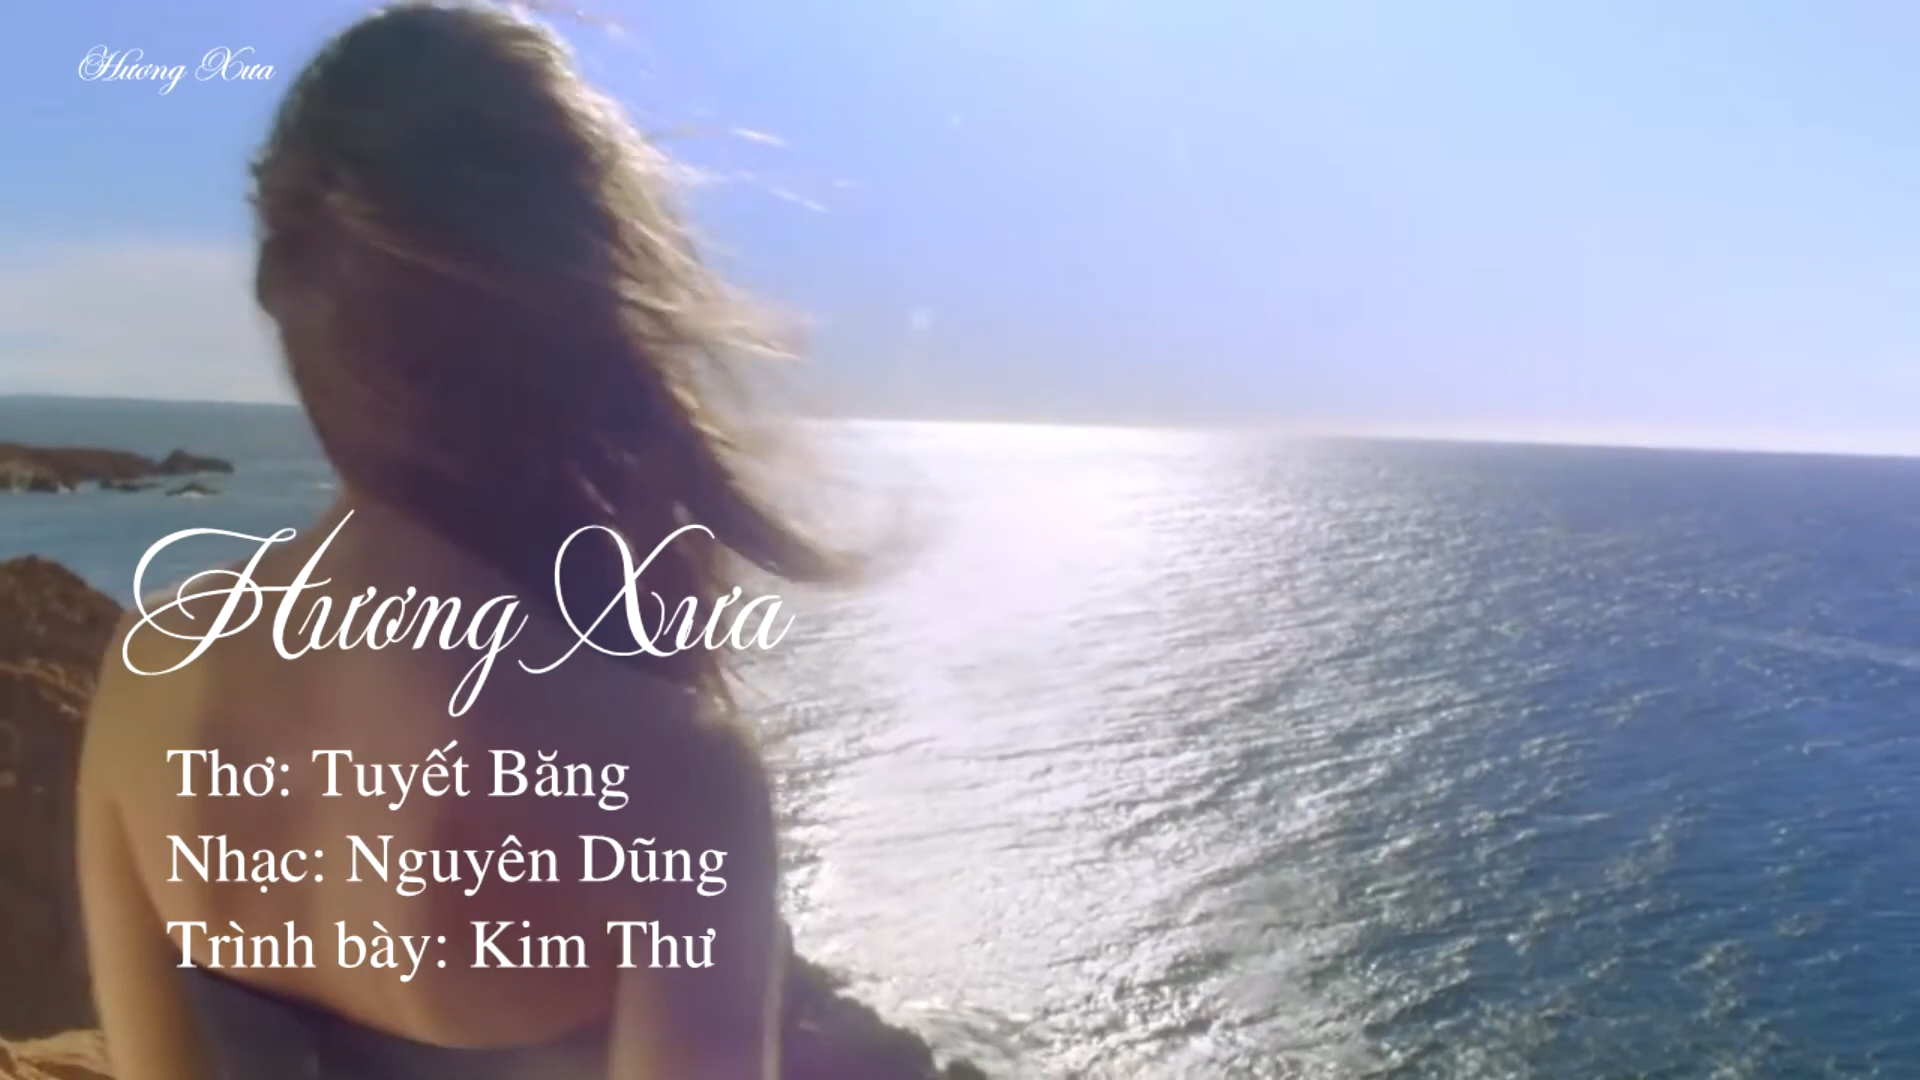 Hương Xưa
Hương Xưa
Thơ: Tuyết Băng
Nhạc: Nguyên Dũng
Trình bày: Kim Thư